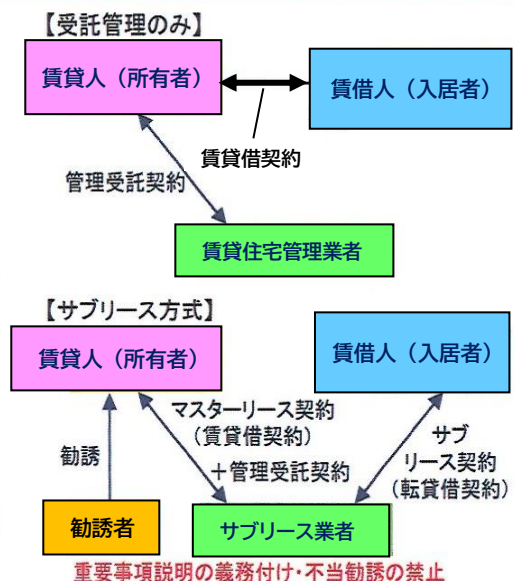 【受託管理のみ】
賃貸人（所有者）
賃借人（入居者）
賃貸借契約
管理受託契約
賃貸住宅管理業者
【サブリース方式】
賃貸人（所有者）
賃借人（入居者）
マスターリース契約
（賃貸借契約）
＋管理受託契約
サブ
リース契約
（転貸借契約）
勧誘
勧誘者
サブリース業者
重要事項説明の義務付け・不当勧誘の禁止